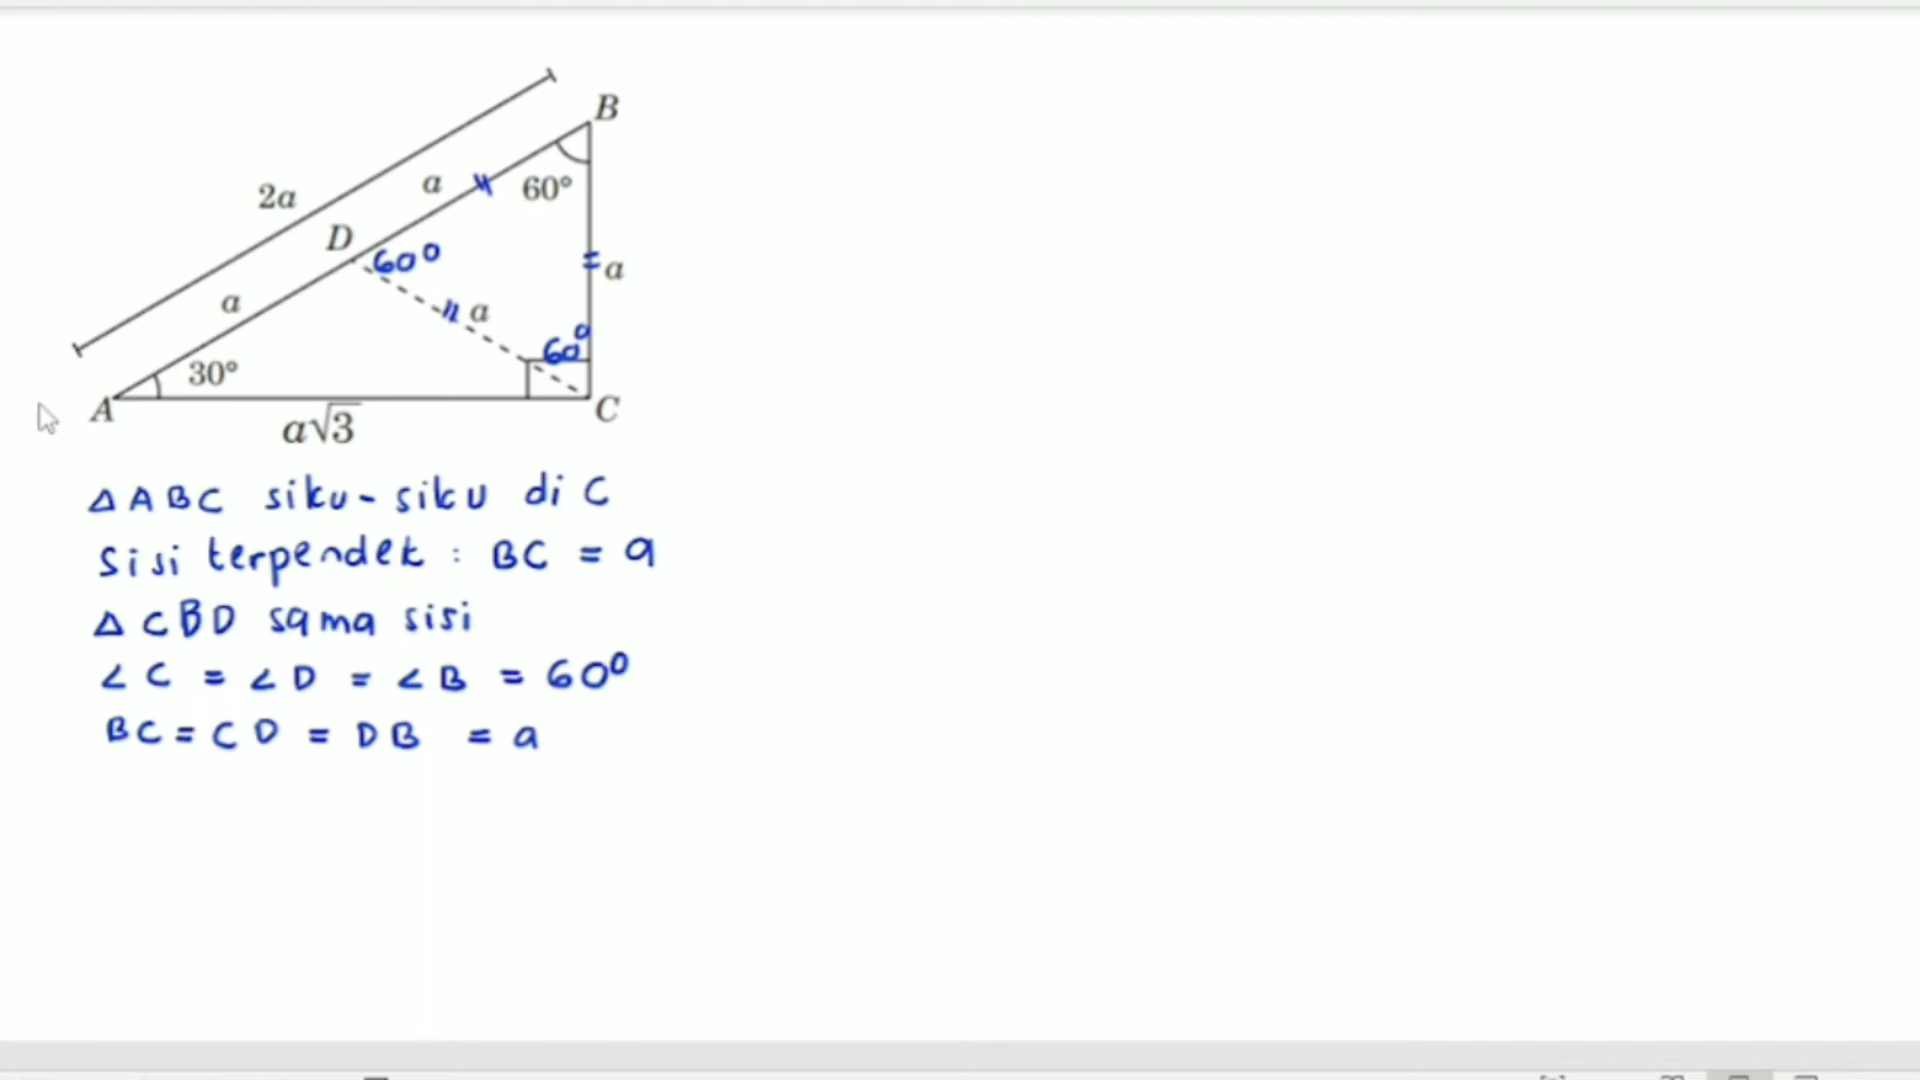 B
2a
a
60°
D
60°
a
a
a
60°
30°
A
C
a√3
△ABC siku-siku di C
Sisi terpendek : BC = a
△CBD sama sisi
∠C = ∠D = ∠B = 60°
BC = CD = DB = a